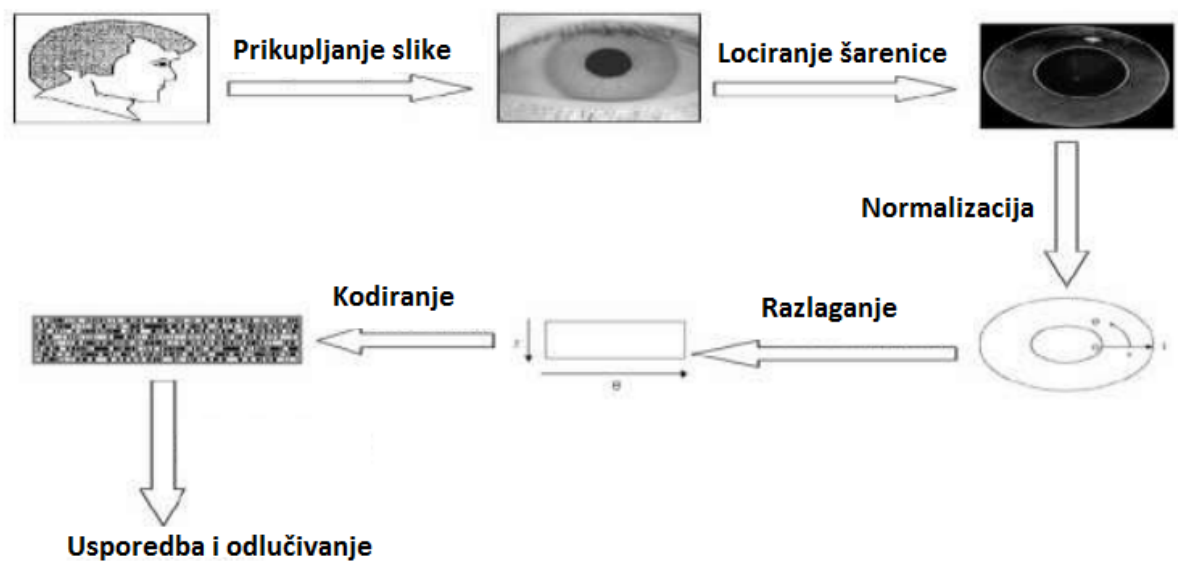 Prikupljanje slike
Lociranje šarenice
Normalizacija
Razlaganje
Kodiranje
r
θ
θ
Usporedba i odlučivanje